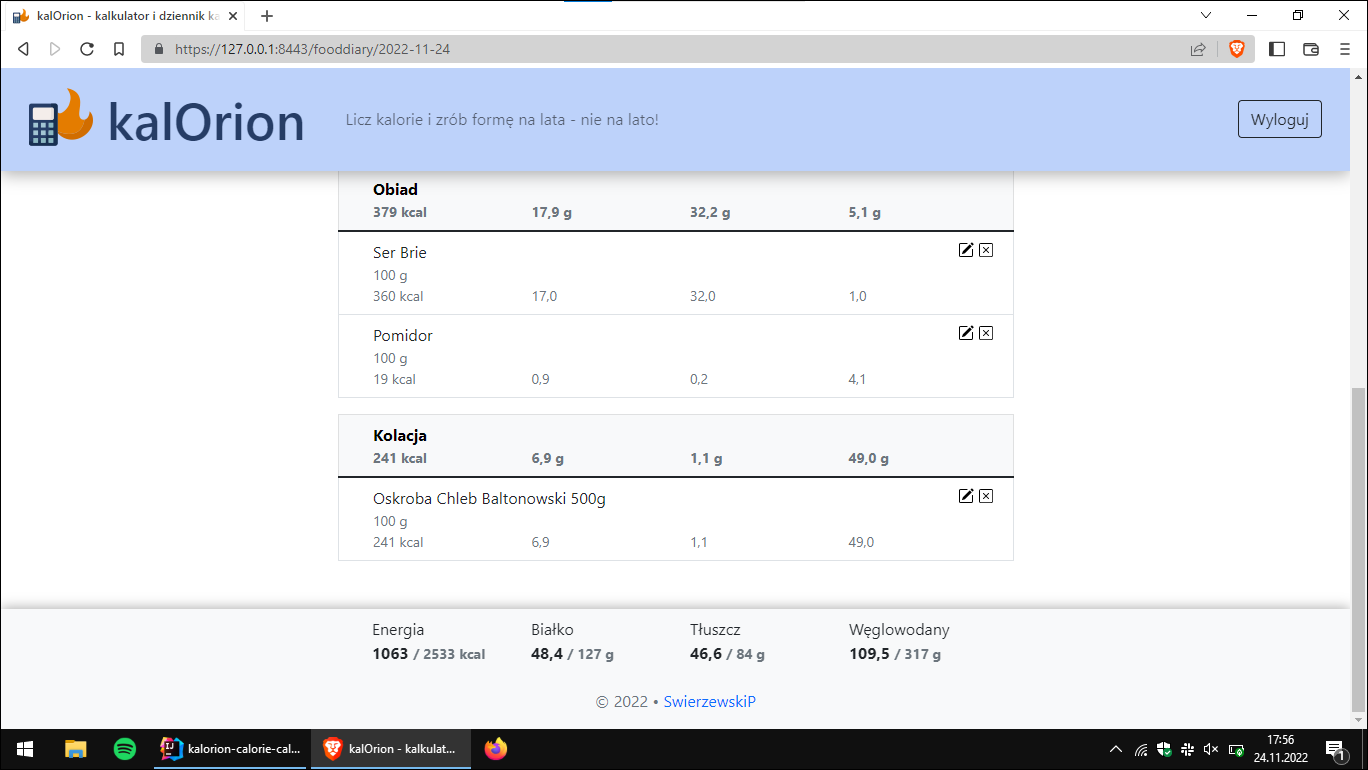 kalOrion - kalkulator i dziennik ka
https://127.0.0.1:8443/fooddiary/2022-11-24
kalOrion
Licz kalorie i zrób formę na lata - nie na lato!
Wyloguj
Obiad
379 kcal 17,9 g 32,2 g 5,1 g
Ser Brie
100 g
360 kcal 17,0 32,0 1,0
Pomidor
100 g
19 kcal 0,9 0,2 4,1
Kolacja
241 kcal 6,9 g 1,1 g 49,0 g
Oskroba Chleb Baltonowski 500g
100 g
241 kcal 6,9 1,1 49,0
Energia Białko Tłuszcz Węglowodany
1063 / 2533 kcal 48,4 / 127 g 46,6 / 84 g 109,5 / 317 g
© 2022 • SwierzewskiP
kalorion-calorie-cal... kalOrion - kalkulat... 17:56
24.11.2022
1